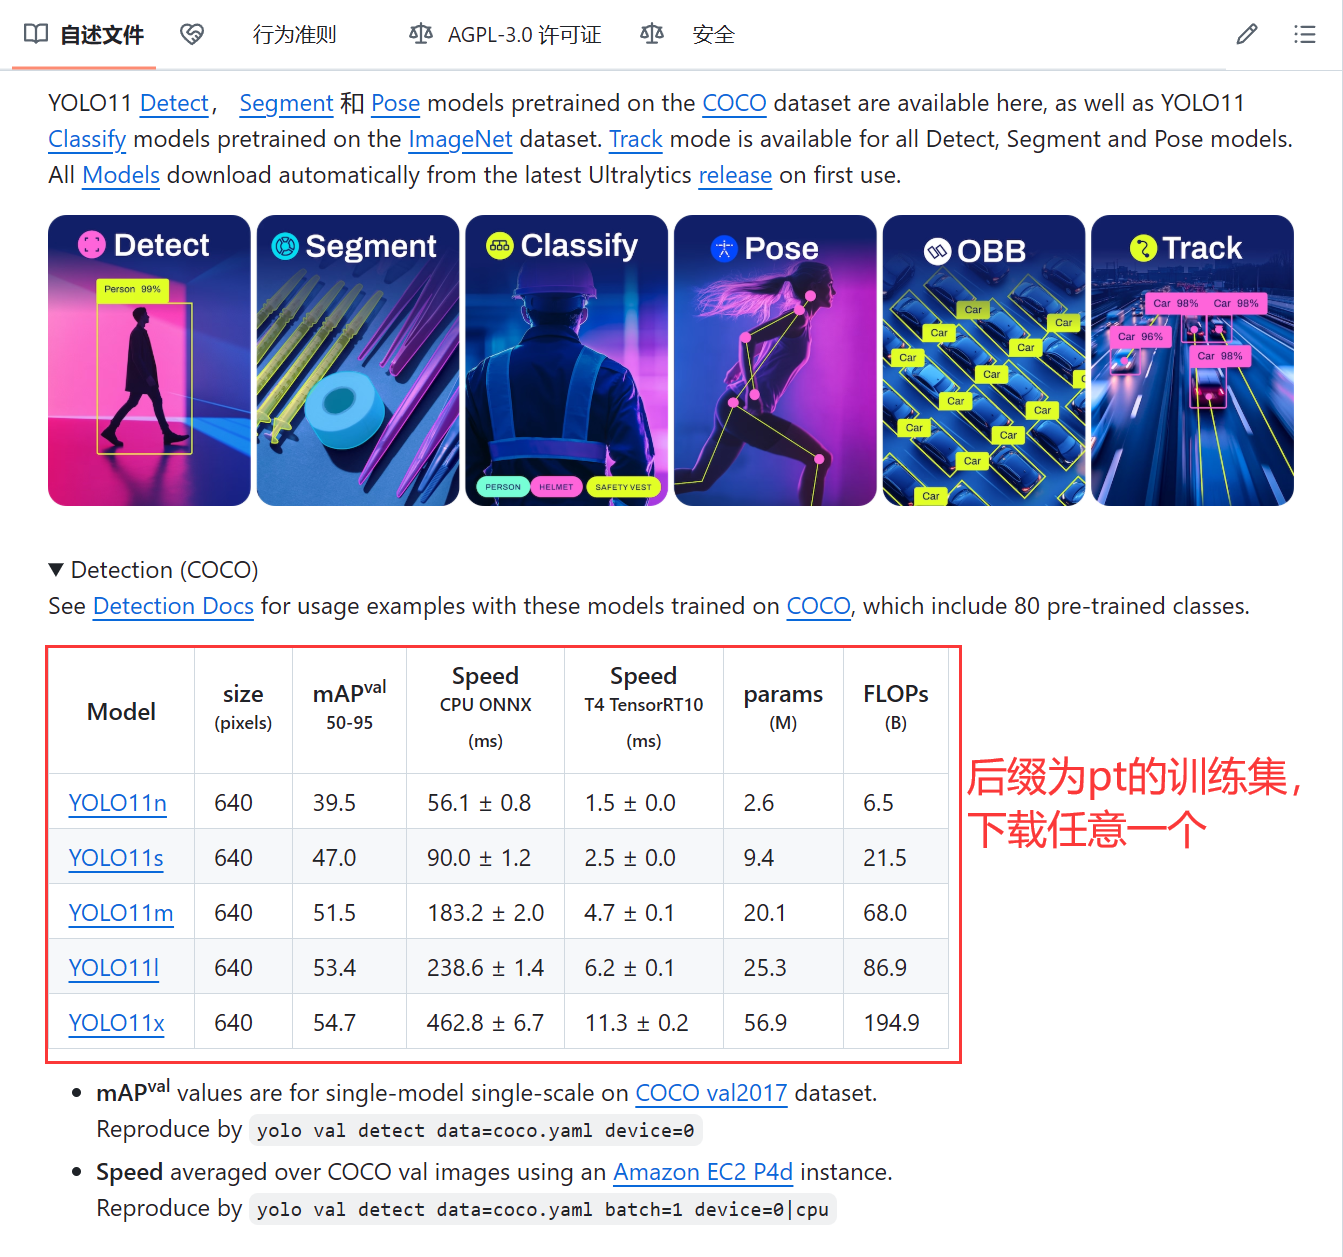 自述文件 行为准则 AGPL-3.0 许可证 安全
YOLO11 Detect， Segment 和 Pose models pretrained on the COCO dataset are available here, as well as YOLO11
Classify models pretrained on the ImageNet dataset. Track mode is available for all Detect, Segment and Pose models.
All Models download automatically from the latest Ultralytics release on first use.
Detect
Person 99%
Segment
Classify
PERSON HELMET SAFETY VEST
Pose
OBB
Car
Car
Car
Car
Car
Car
C
Car
Car
Car
Car
Car
Car
Track
Car 98% Car 98%
Car 96%
Car 98%
▼ Detection (COCO)
See Detection Docs for usage examples with these models trained on COCO, which include 80 pre-trained classes.
Model size (pixels) mAPval 50-95 Speed CPU ONNX (ms) Speed T4 TensorRT10 (ms) params (M) FLOPs (B)
YOLO11n 640 39.5 56.1 ± 0.8 1.5 ± 0.0 2.6 6.5
YOLO11s 640 47.0 90.0 ± 1.2 2.5 ± 0.0 9.4 21.5
YOLO11m 640 51.5 183.2 ± 2.0 4.7 ± 0.1 20.1 68.0
YOLO11l 640 53.4 238.6 ± 1.4 6.2 ± 0.1 25.3 86.9
YOLO11x 640 54.7 462.8 ± 6.7 11.3 ± 0.2 56.9 194.9
后缀为pt的训练集，
下载任意一个
• mAPval values are for single-model single-scale on COCO val2017 dataset.
Reproduce by yolo val detect data=coco.yaml device=0
• Speed averaged over COCO val images using an Amazon EC2 P4d instance.
Reproduce by yolo val detect data=coco.yaml batch=1 device=0|cpu